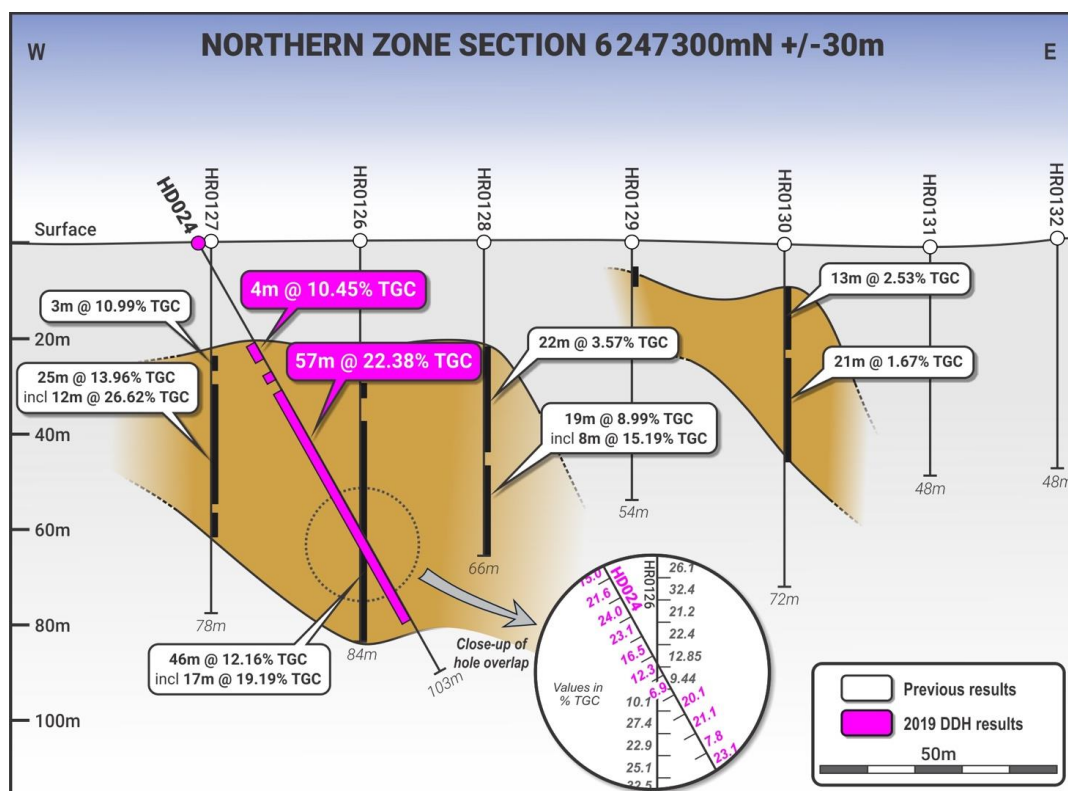 NORTHERN ZONE SECTION 6 247 300mN +/-30m
W
E
HD024
HR0127
HR0126
HR0128
HR0129
HR0130
HR0131
HR0132
Surface
20m
40m
60m
80m
100m
3m @ 10.99% TGC
25m @ 13.96% TGC
incl 12m @ 26.62% TGC
4m @ 10.45% TGC
57m @ 22.38% TGC
22m @ 3.57% TGC
19m @ 8.99% TGC
incl 8m @ 15.19% TGC
13m @ 2.53% TGC
21m @ 1.67% TGC
46m @ 12.16% TGC
incl 17m @ 19.19% TGC
78m
84m
103m
66m
54m
72m
48m
48m
Close-up of
hole overlap
Values in
% TGC
HD024
HR0126
21.6
24.0
23.1
16.5
12.3
6.9
20.1
21.1
7.8
23.1
26.1
32.4
21.2
22.4
12.85
9.44
10.1
27.4
22.9
25.1
Previous results
2019 DDH results
50m